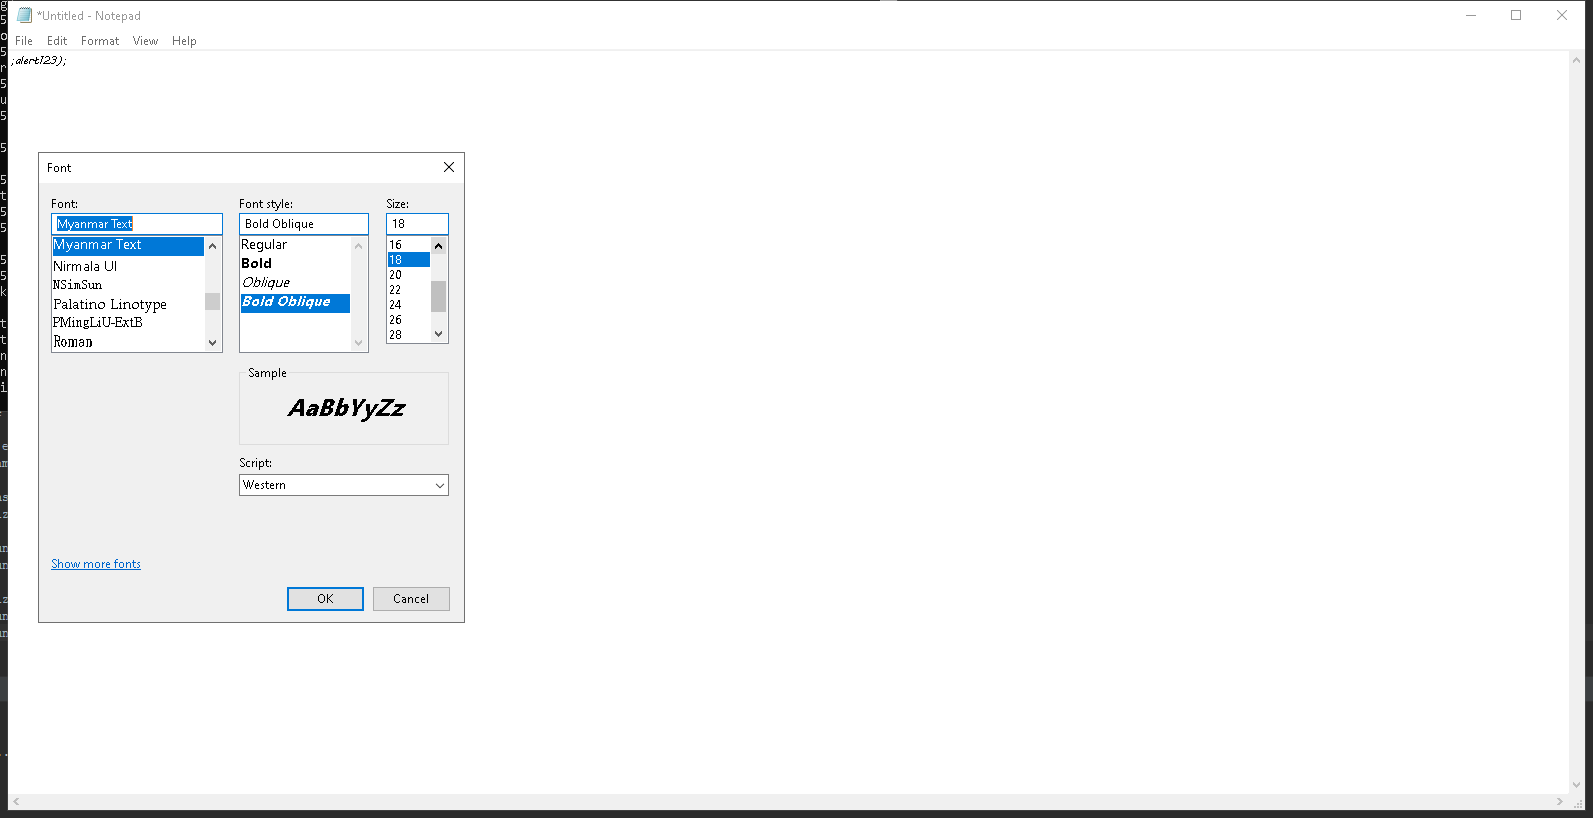 *Untitled - Notepad
File Edit Format View Help
;alert123);
Font
Font: Font style: Size:
Myanmar Text Bold Oblique 18
Myanmar Text
Nirmala UI
NSimSun
Palatino Linotype
PMingLiU-ExtB
Roman
Regular
Bold
Oblique
Bold Oblique
16
18
20
22
24
26
28
Sample
AaBbYyZz
Script:
Western
Show more fonts
OK Cancel